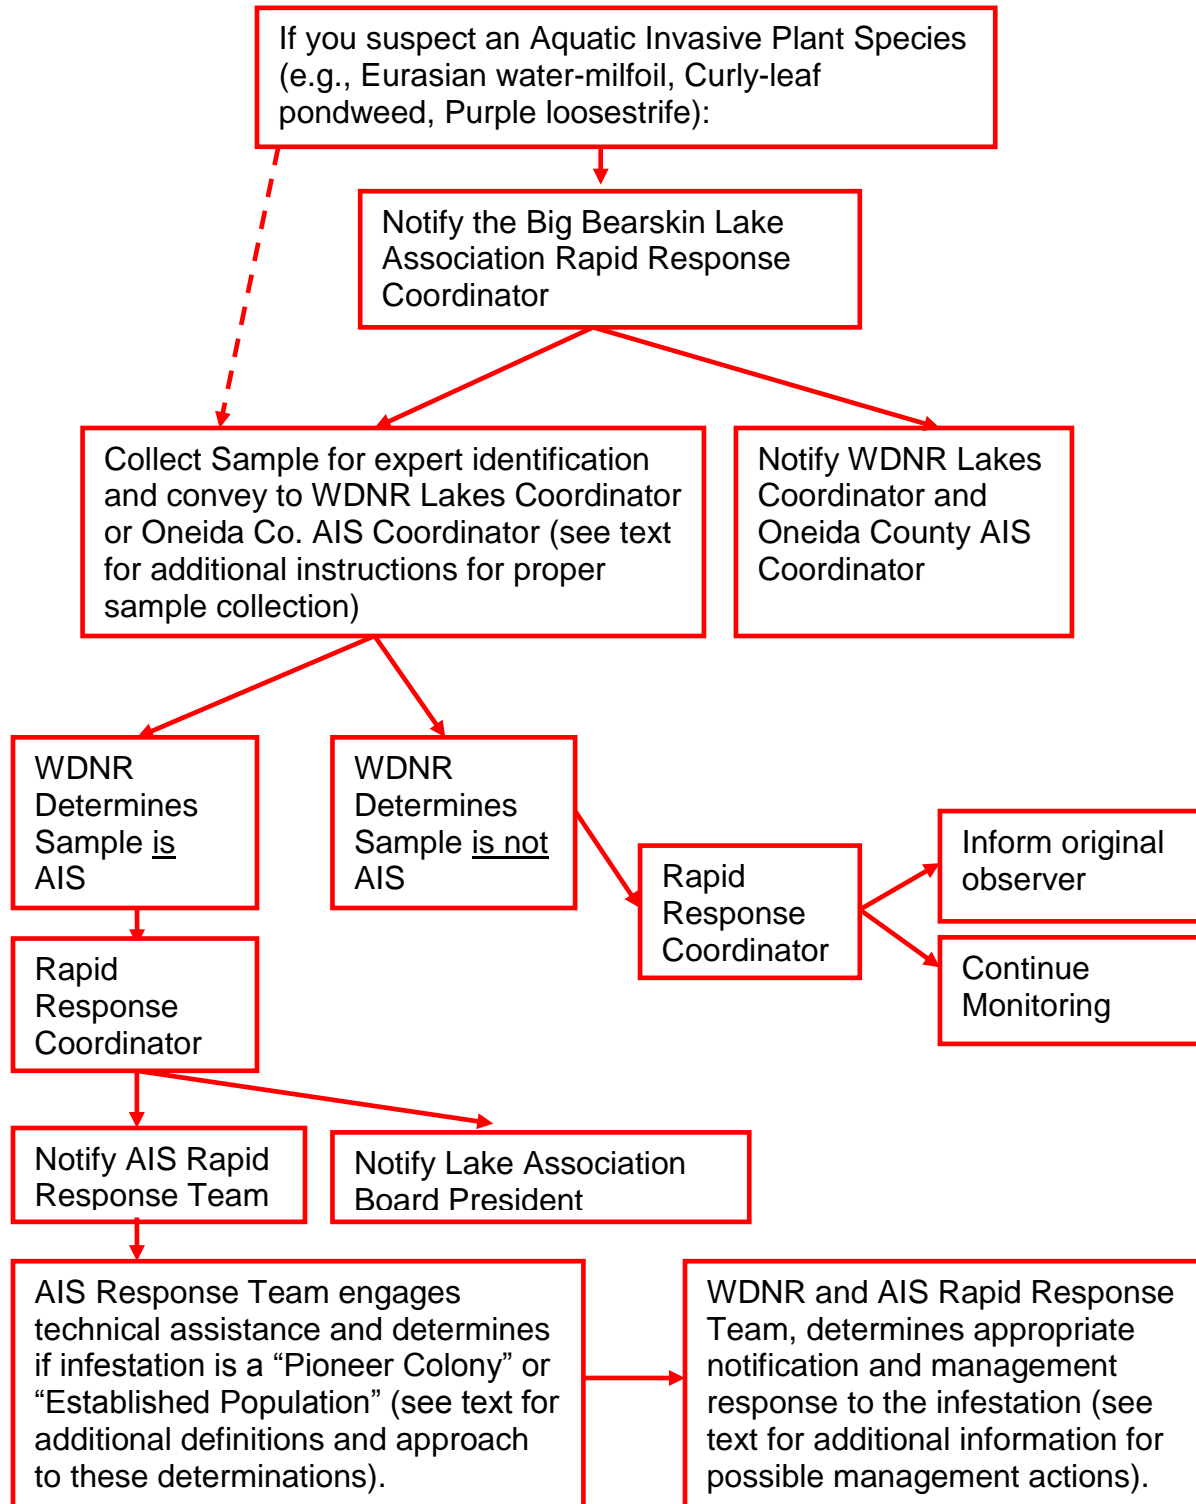 If you suspect an Aquatic Invasive Plant Species
(e.g., Eurasian water-milfoil, Curly-leaf
pondweed, Purple loosestrife):
Notify the Big Bearskin Lake
Association Rapid Response
Coordinator
Collect Sample for expert identification
and convey to WDNR Lakes Coordinator
or Oneida Co. AIS Coordinator (see text
for additional instructions for proper
sample collection)
Notify WDNR Lakes
Coordinator and
Oneida County AIS
Coordinator
WDNR
Determines
Sample is
AIS
WDNR
Determines
Sample is not
AIS
Rapid
Response
Coordinator
Inform original
observer
Continue
Monitoring
Rapid
Response
Coordinator
Notify AIS Rapid
Response Team
Notify Lake Association
Board President
AIS Response Team engages
technical assistance and determines
if infestation is a “Pioneer Colony” or
“Established Population” (see text for
additional definitions and approach
to these determinations).
WDNR and AIS Rapid Response
Team, determines appropriate
notification and management
response to the infestation (see
text for additional information for
possible management actions).